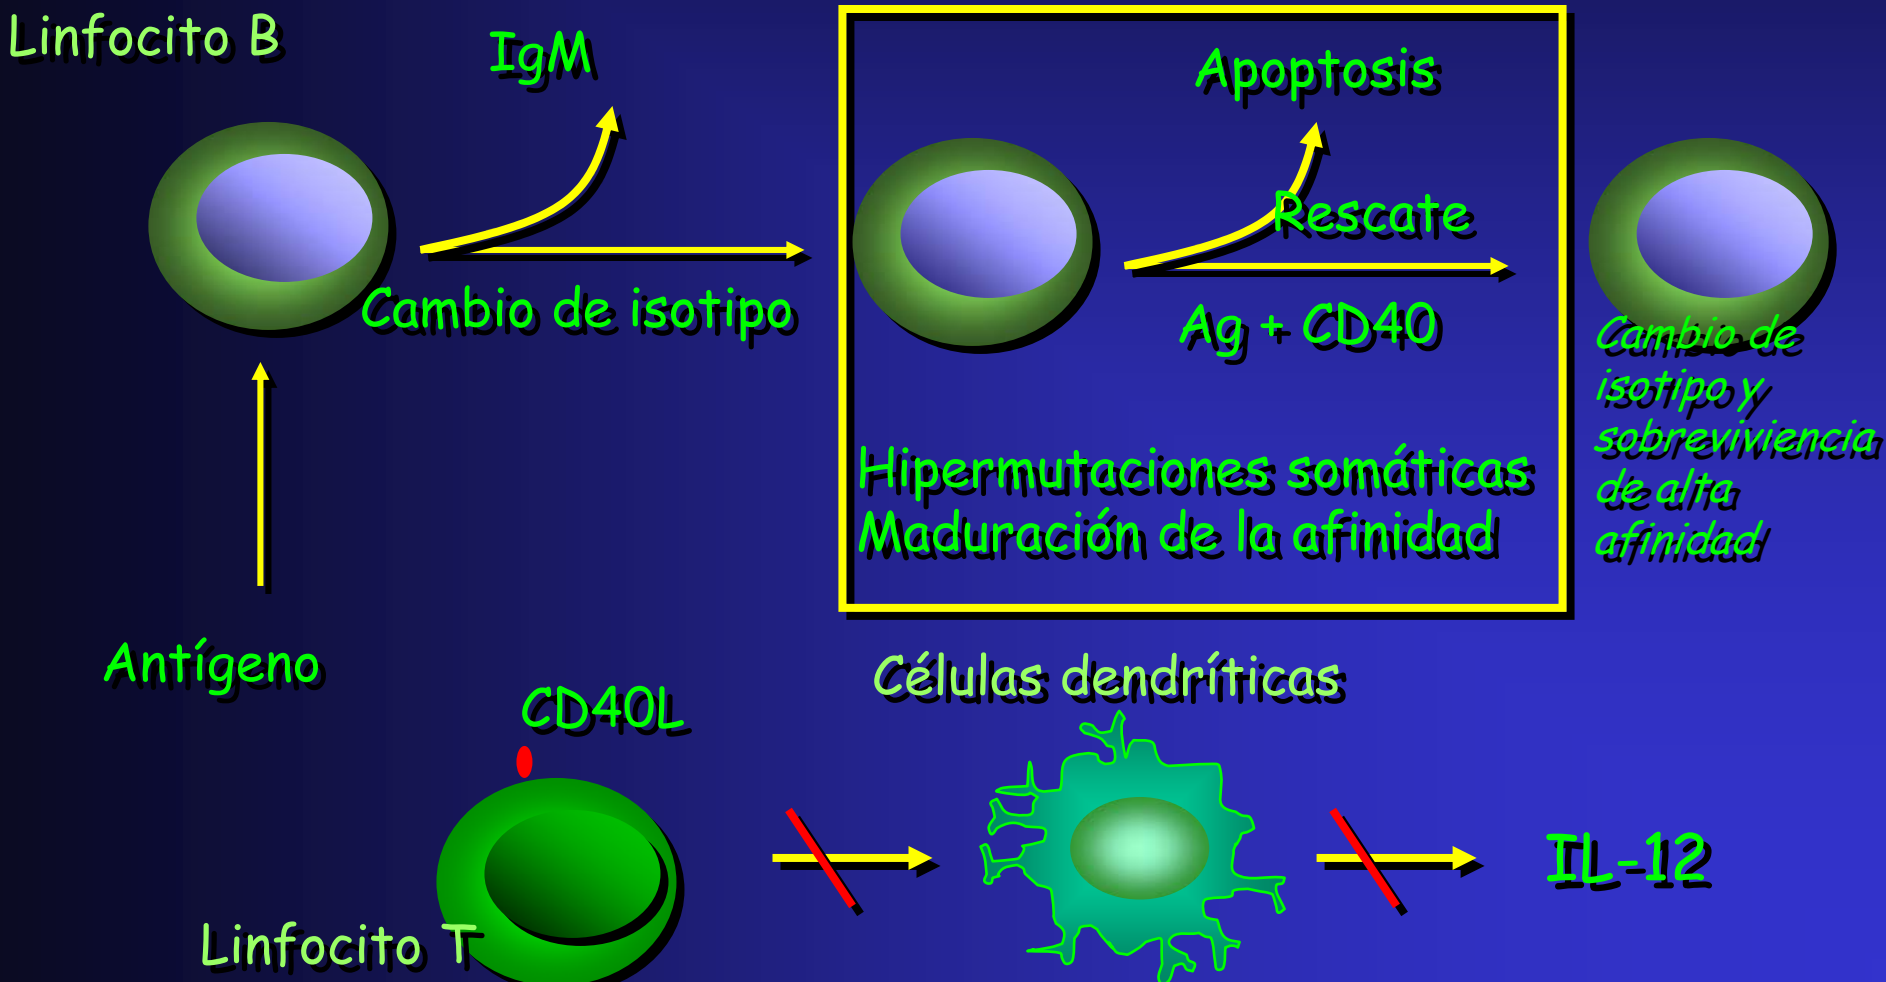 Linfocito B
IgM
Apoptosis
Rescate
Cambio de isotipo
Ag + CD40
Cambio de
isotipo y
sobreviviencia
de alta
afinidad
Hipermutaciones somáticas
Maduración de la afinidad
Antígeno
CD40L
Células dendríticas
IL-12
Linfocito T